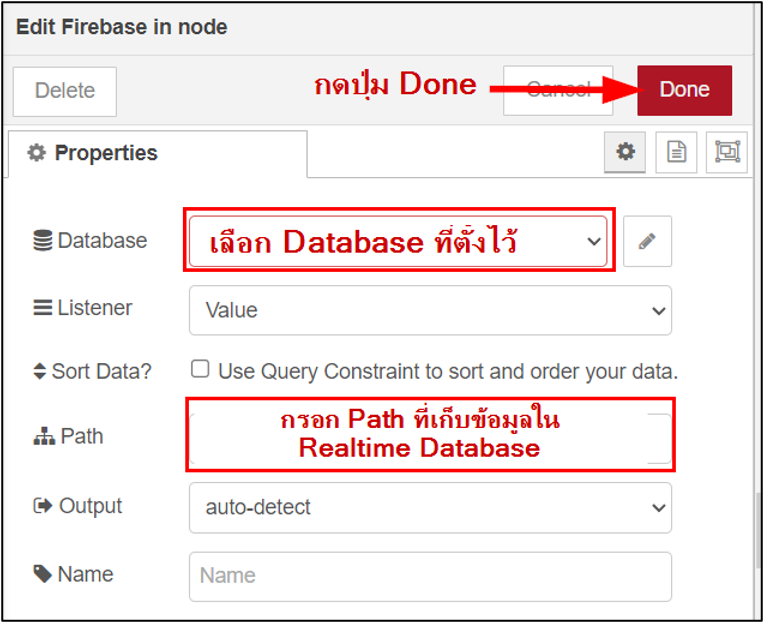 Edit Firebase in node
Delete
กดปุ่ม Done
Cancel
Done
Properties
Database
เลือก Database ที่ตั้งไว้
Listener
Value
Sort Data?
Use Query Constraint to sort and order your data.
Path
กรอก Path ที่เก็บข้อมูลใน
Realtime Database
Output
auto-detect
Name
Name